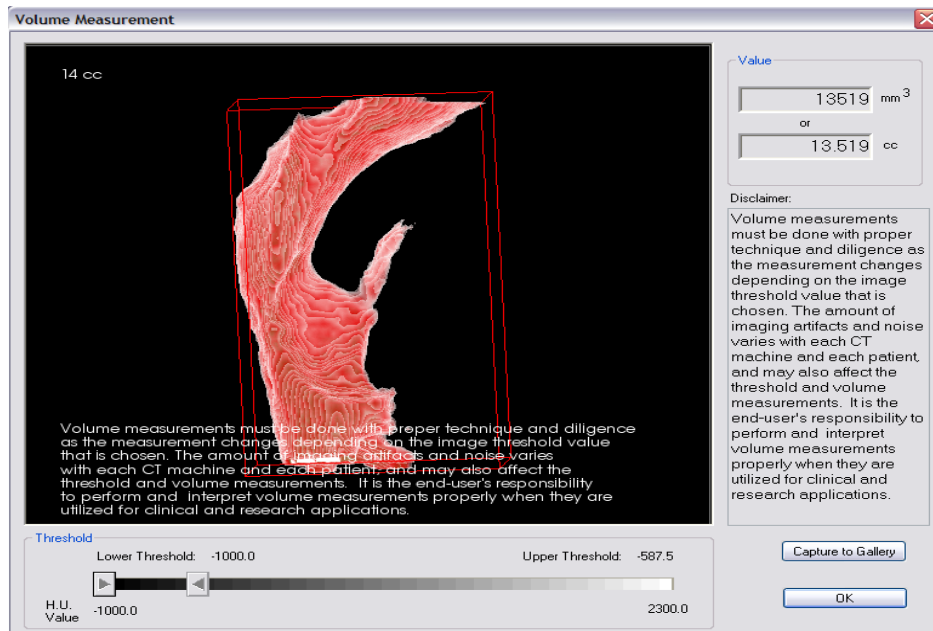 Volume Measurement
14 cc
Volume measurements must be done with proper technique and diligence
as the measurement changes depending on the image threshold value
that is chosen. The amount of imaging artifacts and noise varies
with each CT machine and each patient, and may also affect the
threshold and volume measurements. It is the end-user's responsibility
to perform and interpret volume measurements properly when they are
utilized for clinical and research applications.
Value
13519 mm3
or
13.519 cc
Disclaimer:
Volume measurements
must be done with proper
technique and diligence as
the measurement changes
depending on the image
threshold value that is
chosen. The amount of
imaging artifacts and noise
varies with each CT
machine and each patient,
and may also affect the
threshold and volume
measurements. It is the
end-user's responsibility to
perform and interpret
volume measurements
properly when they are
utilized for clinical and
research applications.
Threshold
Lower Threshold: -1000.0 Upper Threshold: -587.5
H.U.
Value -1000.0 2300.0
Capture to Gallery
OK